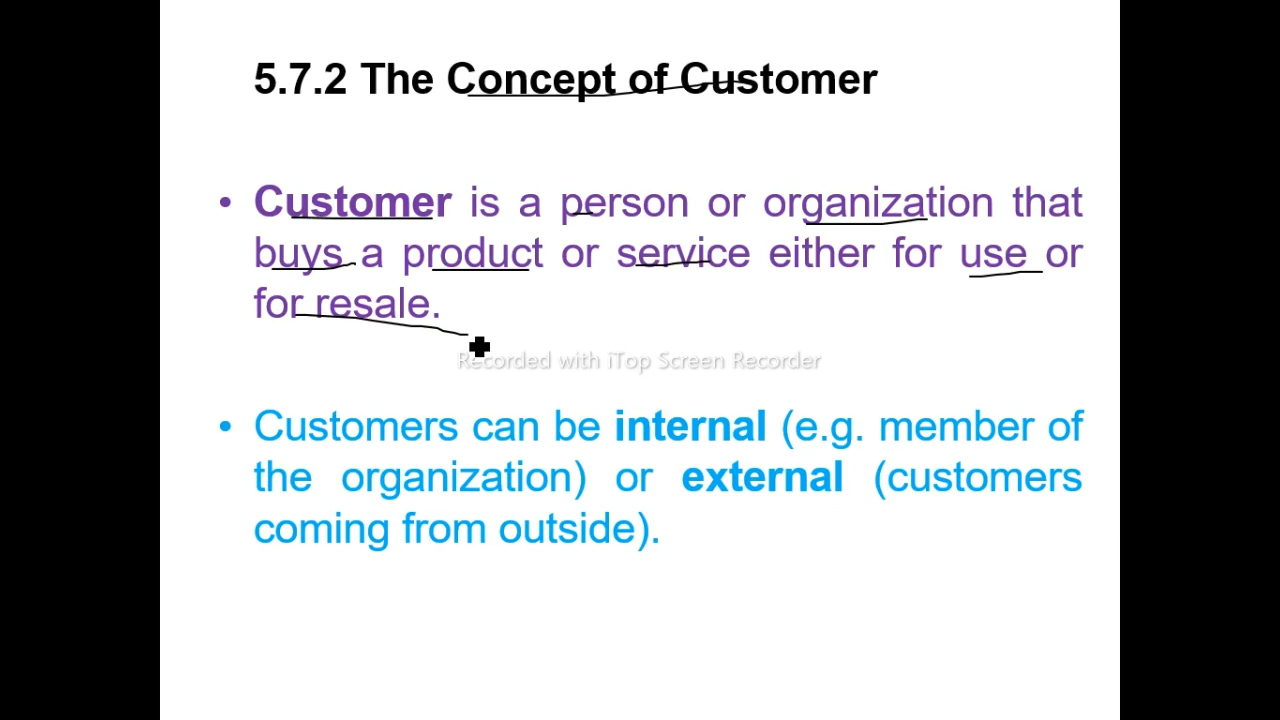 5.7.2 The Concept of Customer
• Customer is a person or organization that
buys a product or service either for use or
for resale.
Recorded with iTop Screen Recorder
• Customers can be internal (e.g. member of
the organization) or external (customers
coming from outside).